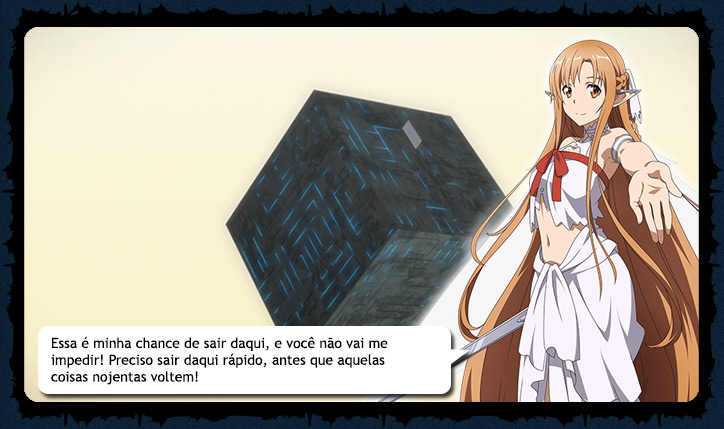 Essa é minha chance de sair daqui, e você não vai me
impedir! Preciso sair daqui rápido, antes que aquelas
coisas nojentas voltem!